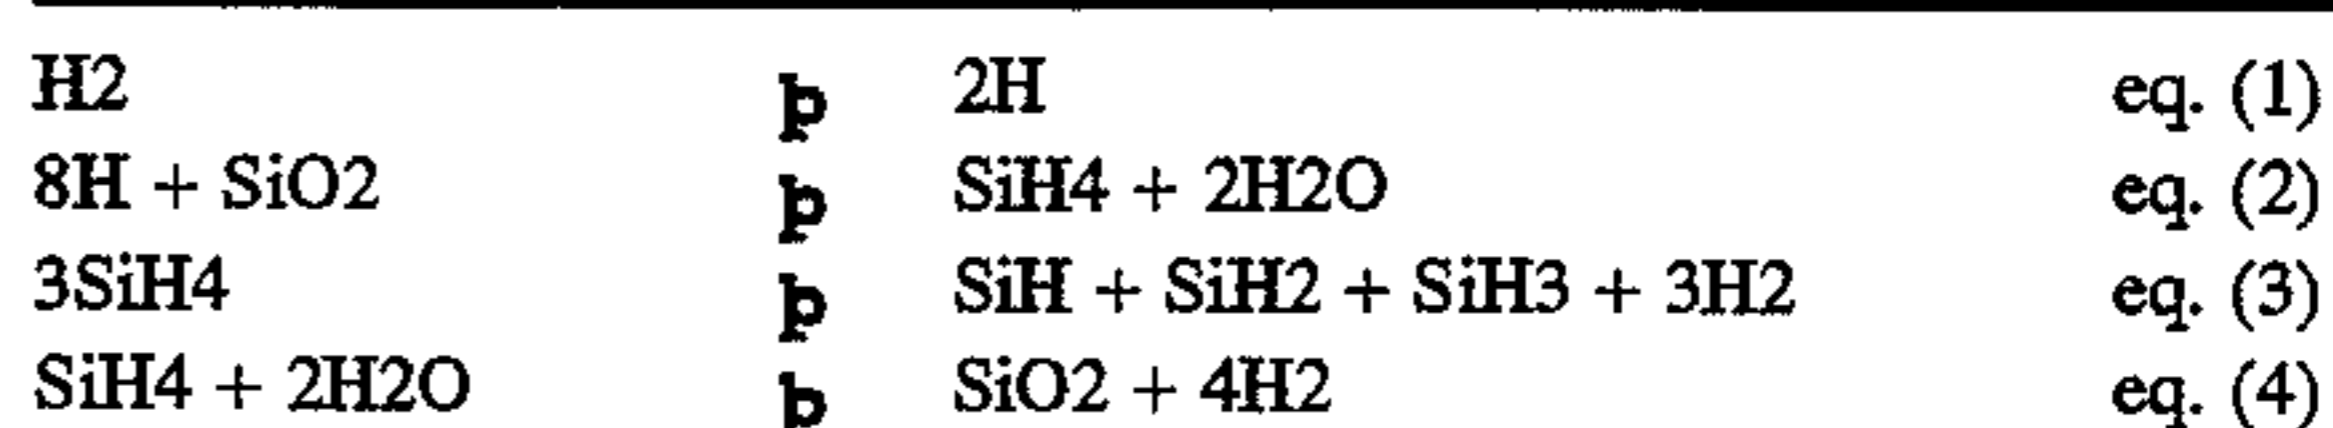 H2 p 2H eq. (1)
8H + SiO2 p SiH4 + 2H2O eq. (2)
3SiH4 p SiH + SiH2 + SiH3 + 3H2 eq. (3)
SiH4 + 2H2O p SiO2 + 4H2 eq. (4)